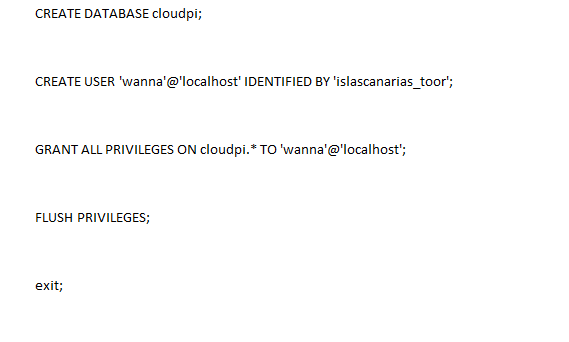 CREATE DATABASE cloudpi;
CREATE USER 'wanna'@'localhost' IDENTIFIED BY 'islascanarias_toor';
GRANT ALL PRIVILEGES ON cloudpi.* TO 'wanna'@'localhost';
FLUSH PRIVILEGES;
exit;